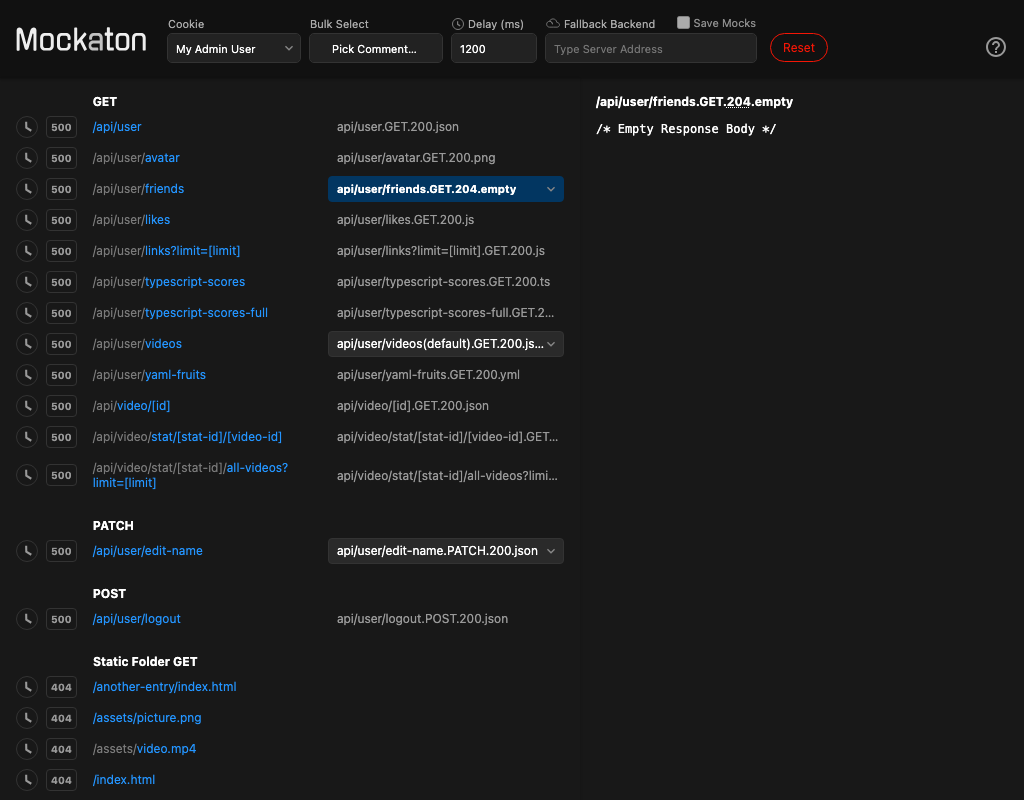 Mockaton
Cookie
My Admin User
Bulk Select
Pick Comment…
Delay (ms)
1200
Fallback Backend
Type Server Address
Save Mocks
Reset
?
GET
500 /api/user api/user.GET.200.json
500 /api/user/avatar api/user/avatar.GET.200.png
500 /api/user/friends api/user/friends.GET.204.empty
500 /api/user/likes api/user/likes.GET.200.js
500 /api/user/links?limit=[limit] api/user/links?limit=[limit].GET.200.js
500 /api/user/typescript-scores api/user/typescript-scores.GET.200.ts
500 /api/user/typescript-scores-full api/user/typescript-scores-full.GET.2…
500 /api/user/videos api/user/videos(default).GET.200.js…
500 /api/user/yaml-fruits api/user/yaml-fruits.GET.200.yml
500 /api/video/[id] api/video/[id].GET.200.json
500 /api/video/stat/[stat-id]/[video-id] api/video/stat/[stat-id]/[video-id].GET…
500 /api/video/stat/[stat-id]/all-videos? api/video/stat/[stat-id]/all-videos?limi…
limit=[limit]
PATCH
500 /api/user/edit-name api/user/edit-name.PATCH.200.json
POST
500 /api/user/logout api/user/logout.POST.200.json
Static Folder GET
404 /another-entry/index.html
404 /assets/picture.png
404 /assets/video.mp4
404 /index.html
/api/user/friends.GET.204.empty
/* Empty Response Body */